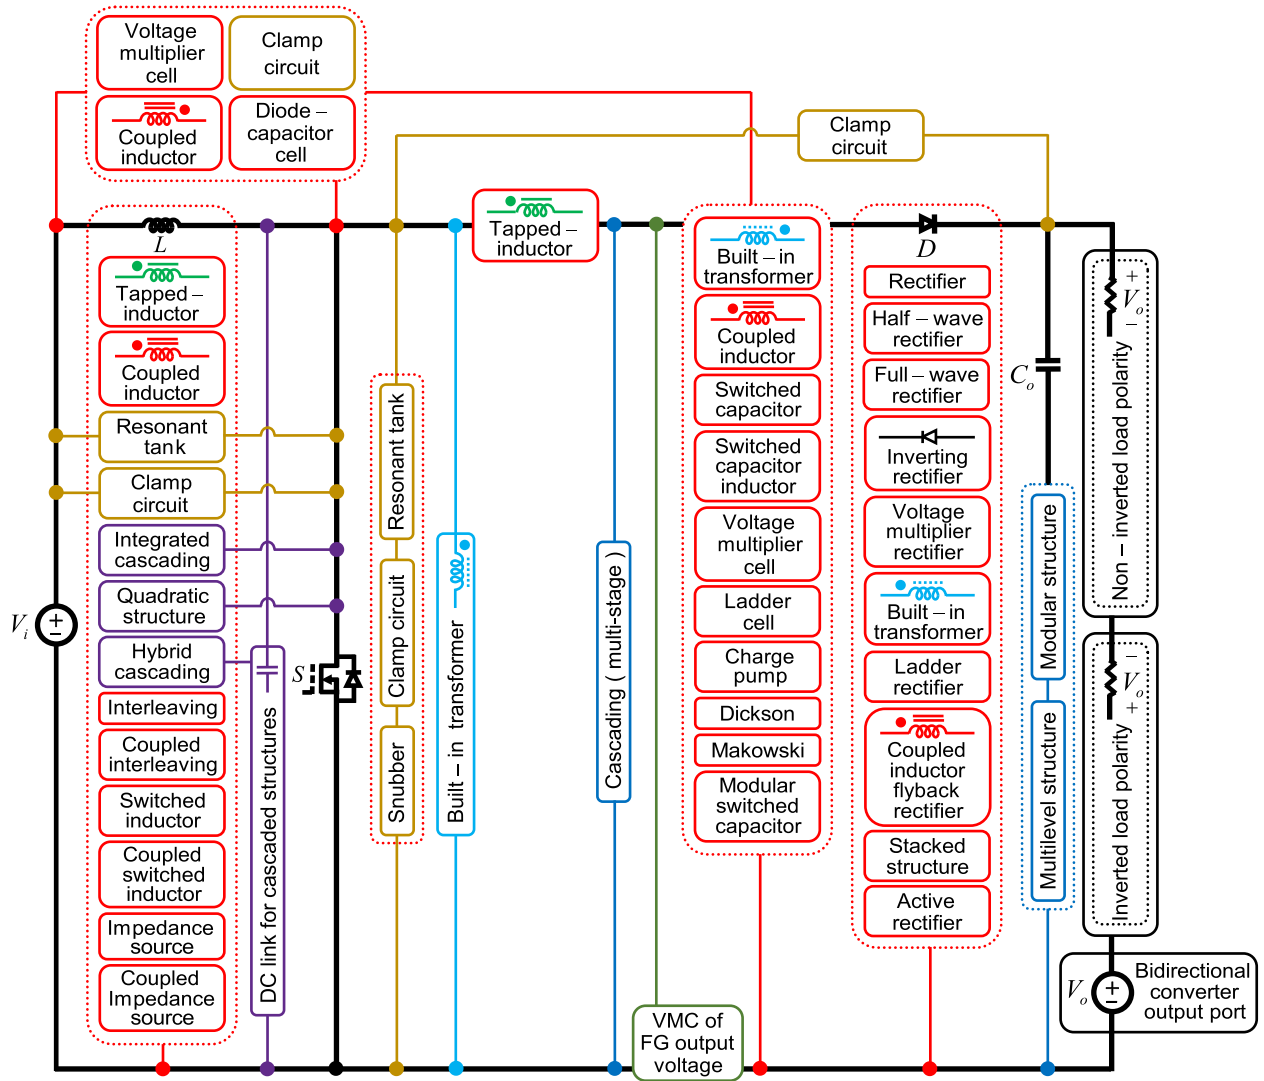 Voltage
multiplier
cell
Clamp
circuit
Coupled
inductor
Diode –
capacitor
cell
Clamp
circuit
L
Tapped –
inductor
Coupled
inductor
Resonant
tank
Clamp
circuit
Integrated
cascading
Quadratic
structure
Hybrid
cascading
Interleaving
Coupled
interleaving
Switched
inductor
Coupled
switched
inductor
Impedance
source
Coupled
Impedance
source
V_i
+
–
DC link for cascaded structures
S
Resonant tank
Clamp circuit
Snubber
Built – in transformer
Tapped –
inductor
Cascading ( multi-stage )
VMC of
FG output
voltage
Built – in
transformer
Coupled
inductor
Switched
capacitor
Switched
capacitor
inductor
Voltage
multiplier
cell
Ladder
cell
Charge
pump
Dickson
Makowski
Modular
switched
capacitor
D
Rectifier
Half – wave
rectifier
Full – wave
rectifier
Inverting
rectifier
Voltage
multiplier
rectifier
Built – in
transformer
Ladder
rectifier
Coupled
inductor
flyback
rectifier
Stacked
structure
Active
rectifier
C_o
Modular structure
Multilevel structure
+
V_o
–
Non – inverted load polarity
–
V_o
+
Inverted load polarity
V_o
+
–
Bidirectional
converter
output port